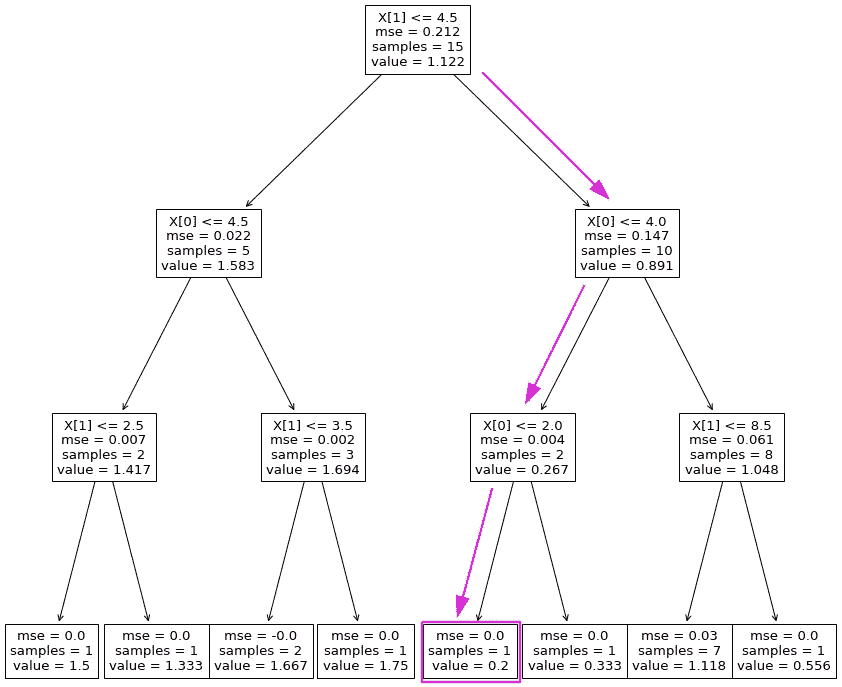 X[1] <= 4.5
mse = 0.212
samples = 15
value = 1.122
X[0] <= 4.5
mse = 0.022
samples = 5
value = 1.583
X[0] <= 4.0
mse = 0.147
samples = 10
value = 0.891
X[1] <= 2.5
mse = 0.007
samples = 2
value = 1.417
X[1] <= 3.5
mse = 0.002
samples = 3
value = 1.694
X[0] <= 2.0
mse = 0.004
samples = 2
value = 0.267
X[1] <= 8.5
mse = 0.061
samples = 8
value = 1.048
mse = 0.0
samples = 1
value = 1.5
mse = 0.0
samples = 1
value = 1.333
mse = -0.0
samples = 2
value = 1.667
mse = 0.0
samples = 1
value = 1.75
mse = 0.0
samples = 1
value = 0.2
mse = 0.0
samples = 1
value = 0.333
mse = 0.03
samples = 7
value = 1.118
mse = 0.0
samples = 1
value = 0.556